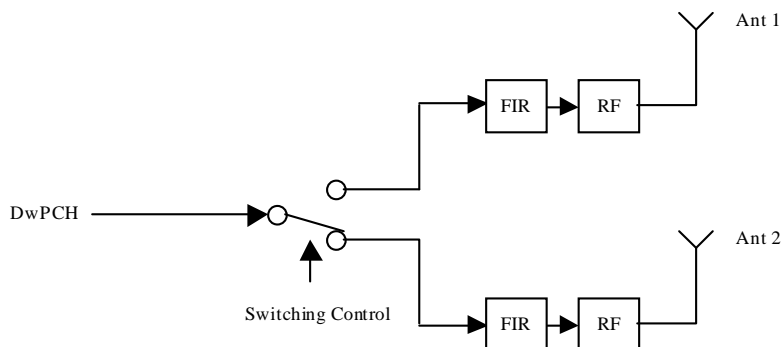 Ant 1
FIR
RF
DwPCH
Ant 2
Switching Control
FIR
RF